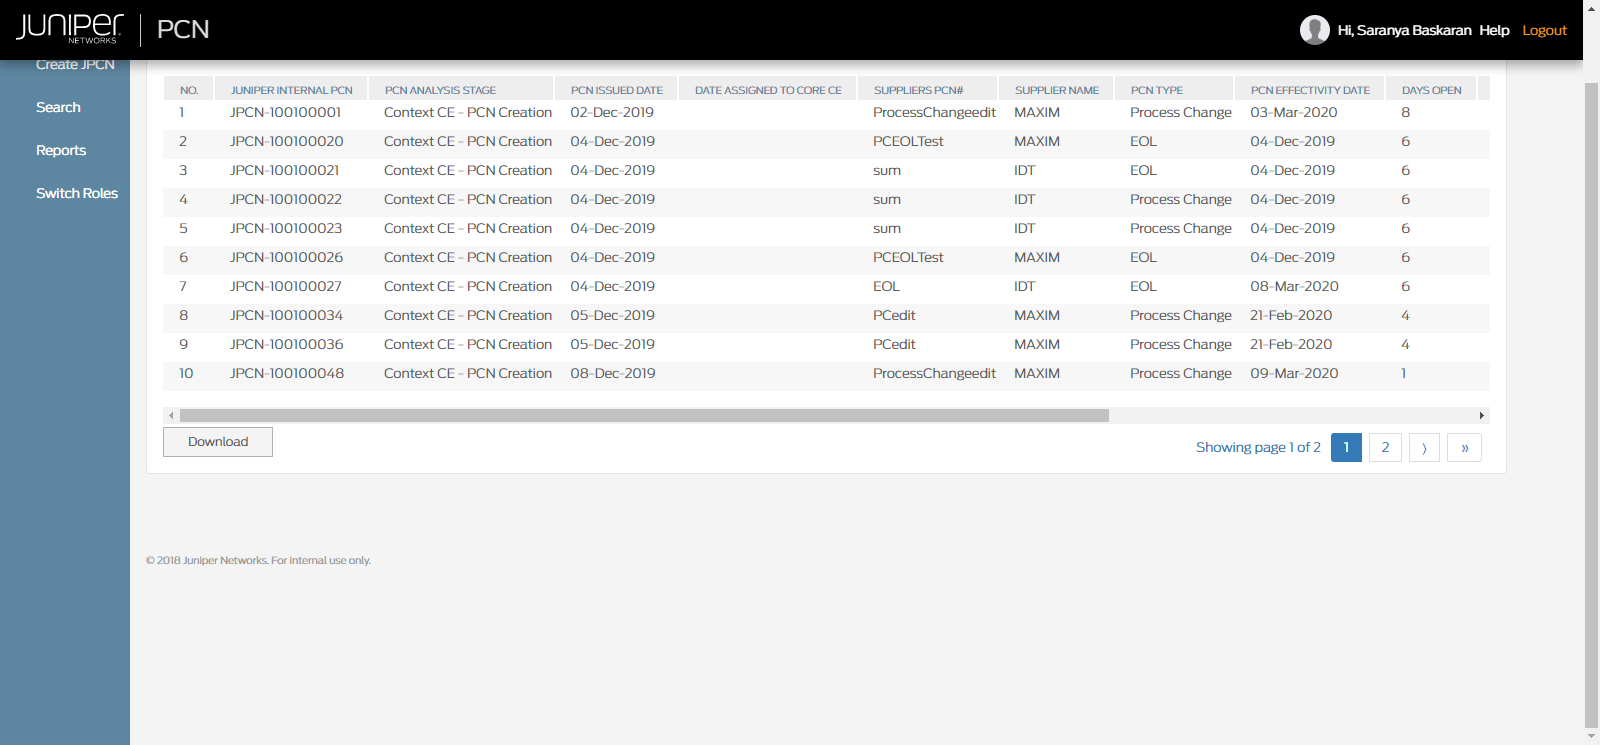 JUNIPER NETWORKS PCN Hi, Saranya Baskaran Help Logout
Create JPCN
Search
Reports
Switch Roles
NO. JUNIPER INTERNAL PCN PCN ANALYSIS STAGE PCN ISSUED DATE DATE ASSIGNED TO CORE CE SUPPLIERS PCN# SUPPLIER NAME PCN TYPE PCN EFFECTIVITY DATE DAYS OPEN
1 JPCN-100100001 Context CE - PCN Creation 02-Dec-2019 ProcessChangeedit MAXIM Process Change 03-Mar-2020 8
2 JPCN-100100020 Context CE - PCN Creation 04-Dec-2019 PCEOLTest MAXIM EOL 04-Dec-2019 6
3 JPCN-100100021 Context CE - PCN Creation 04-Dec-2019 sum IDT EOL 04-Dec-2019 6
4 JPCN-100100022 Context CE - PCN Creation 04-Dec-2019 sum IDT Process Change 04-Dec-2019 6
5 JPCN-100100023 Context CE - PCN Creation 04-Dec-2019 sum IDT Process Change 04-Dec-2019 6
6 JPCN-100100026 Context CE - PCN Creation 04-Dec-2019 PCEOLTest MAXIM EOL 04-Dec-2019 6
7 JPCN-100100027 Context CE - PCN Creation 04-Dec-2019 EOL IDT EOL 08-Mar-2020 6
8 JPCN-100100034 Context CE - PCN Creation 05-Dec-2019 PCedit MAXIM Process Change 21-Feb-2020 4
9 JPCN-100100036 Context CE - PCN Creation 05-Dec-2019 PCedit MAXIM Process Change 21-Feb-2020 4
10 JPCN-100100048 Context CE - PCN Creation 08-Dec-2019 ProcessChangeedit MAXIM Process Change 09-Mar-2020 1
Download
Showing page 1 of 2 1 2 ⟩ »
© 2018 Juniper Networks. For internal use only.